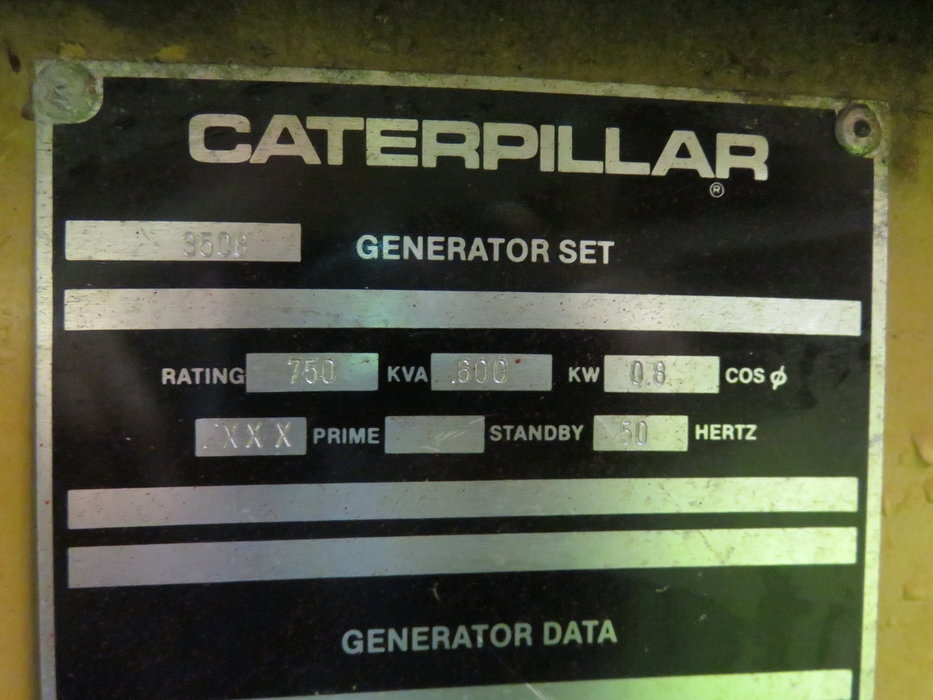 CATERPILLAR ®
3508 GENERATOR SET
RATING 750 KVA 600 KW 0.8 COS φ
XXX PRIME STANDBY 50 HERTZ
GENERATOR DATA